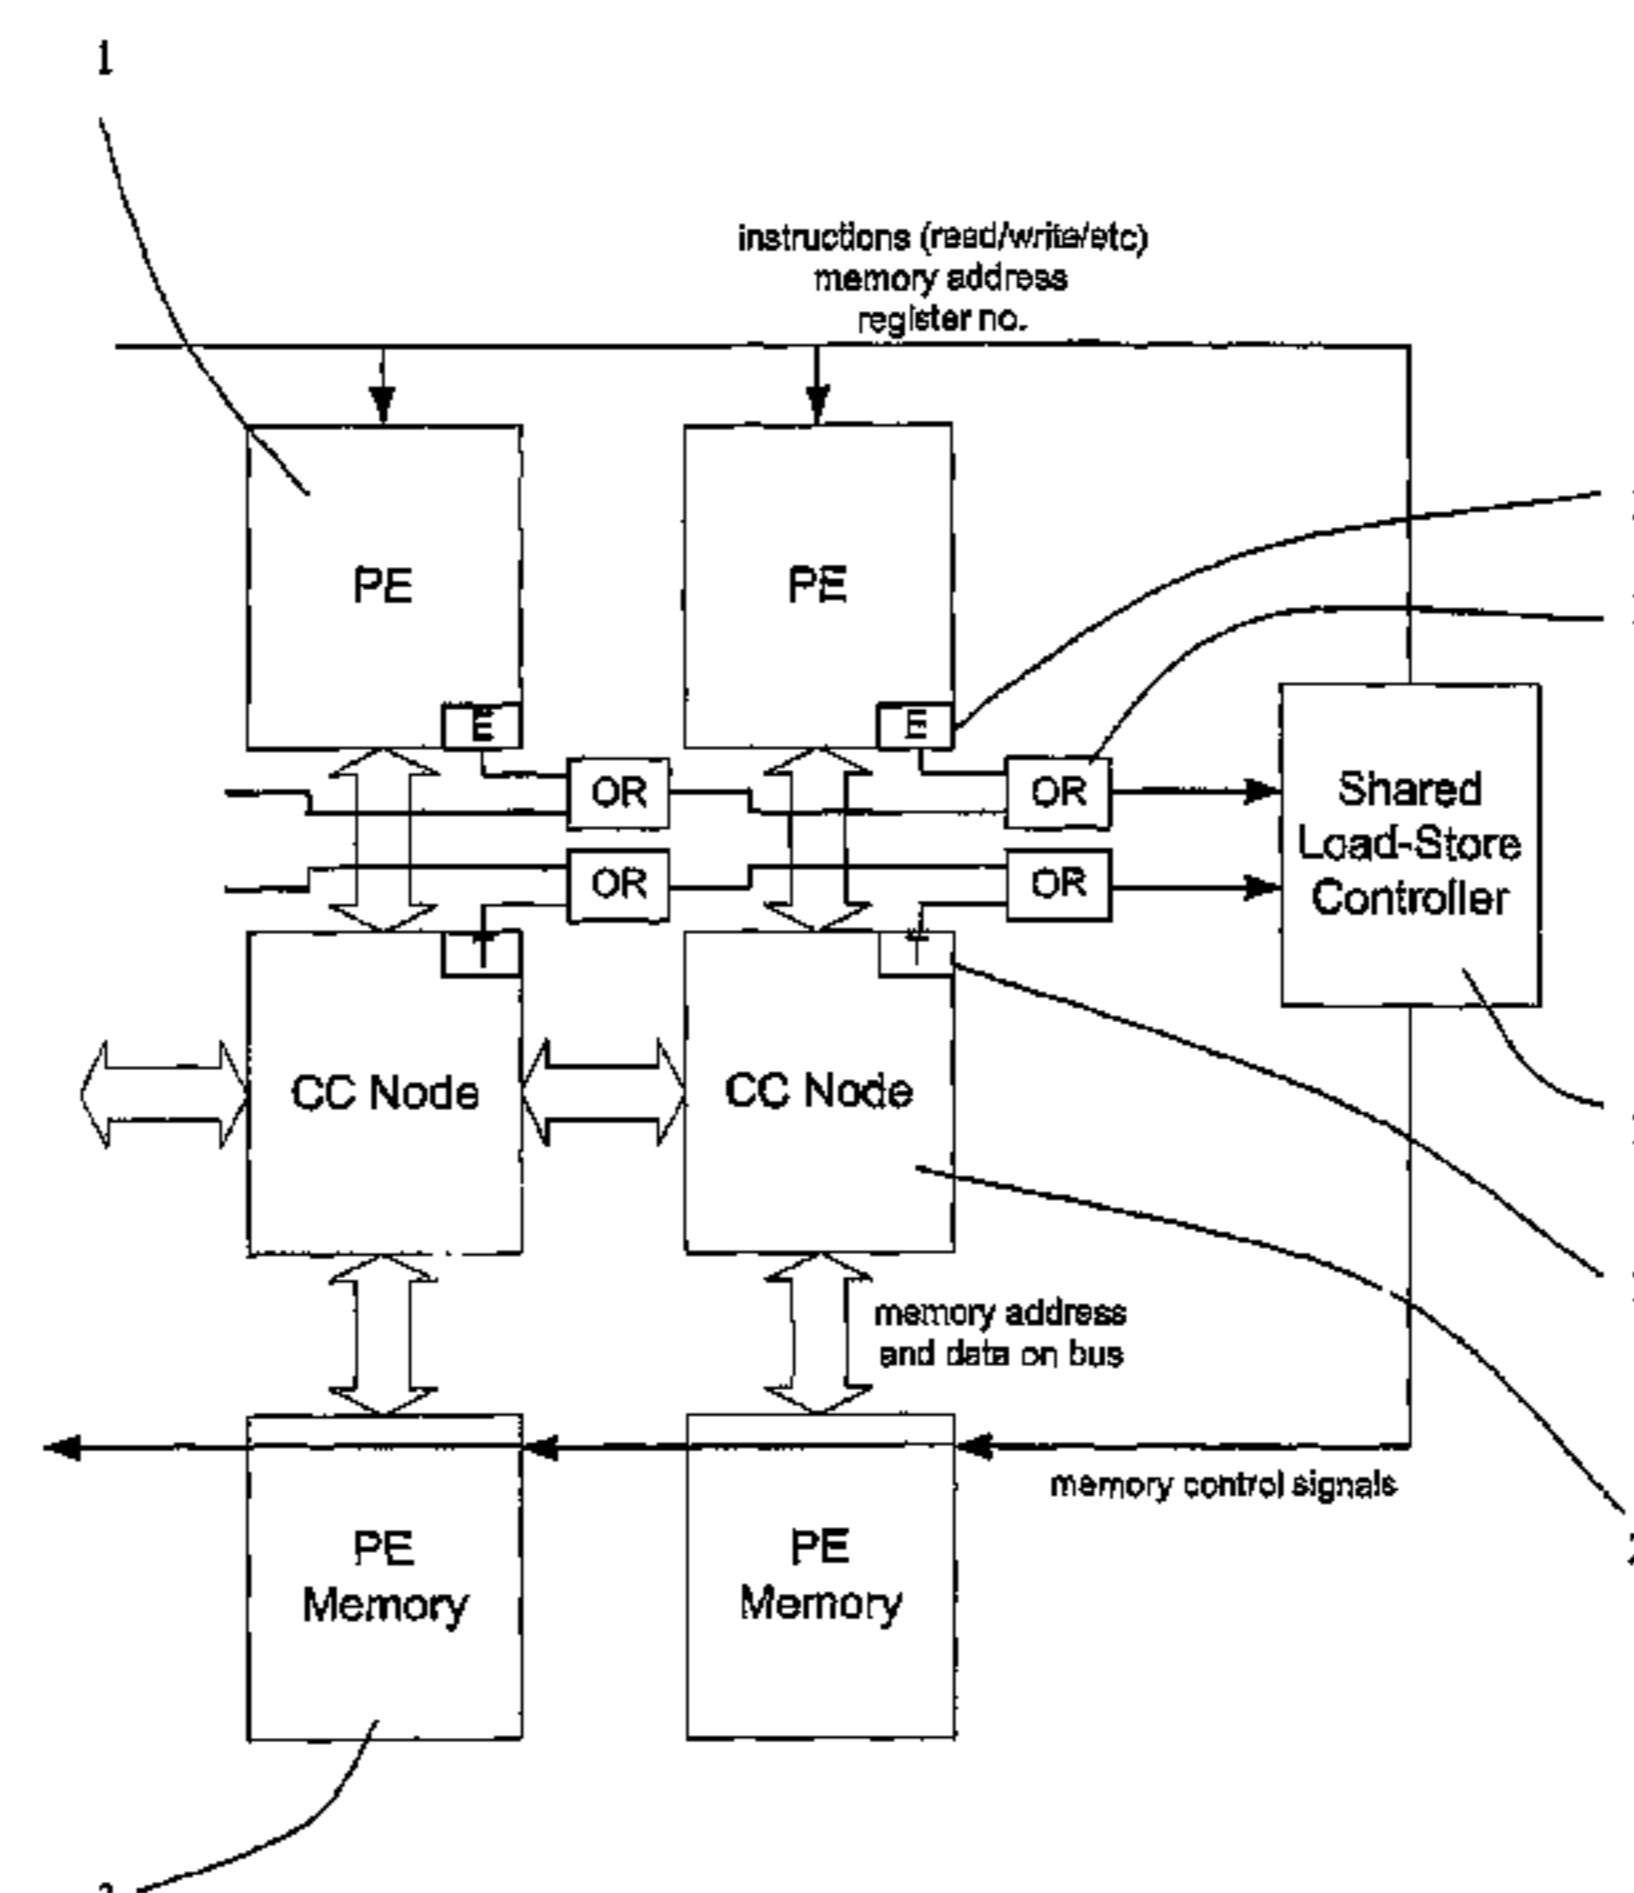 1
instructions (read/write/etc)
memory address
register no.
PE
PE
E
E
OR
OR
Shared
Load-Store
Controller
OR
OR
CC Node
CC Node
memory address
and data on bus
memory control signals
PE
Memory
PE
Memory